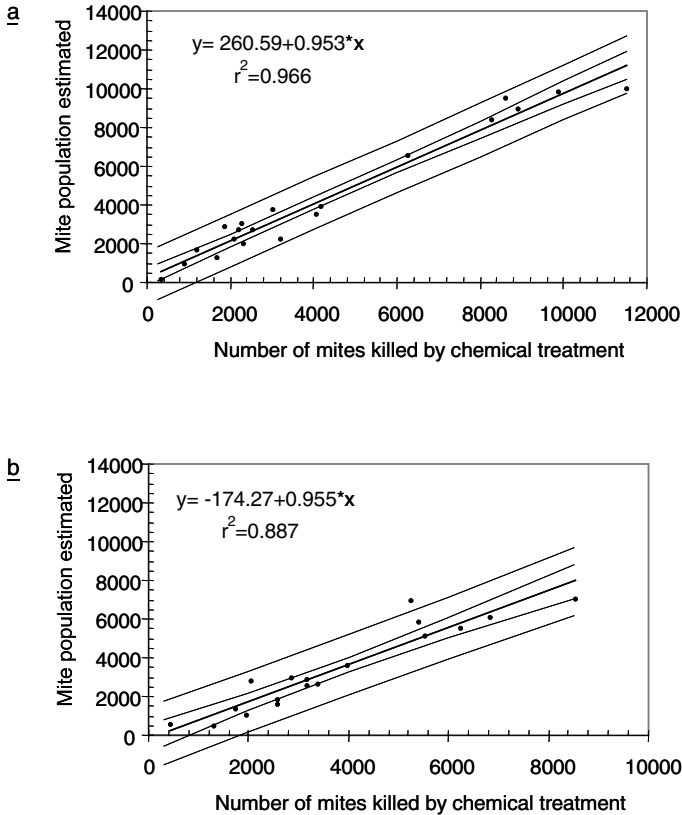 a
14000
12000
10000
8000
6000
4000
2000
0
Mite population estimated
y= 260.59+0.953*x
r2=0.966
0 2000 4000 6000 8000 10000 12000
Number of mites killed by chemical treatment
b
14000
12000
10000
8000
6000
4000
2000
0
Mite population estimated
y= -174.27+0.955*x
r2=0.887
0 2000 4000 6000 8000 10000
Number of mites killed by chemical treatment